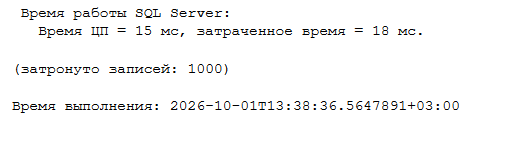 Время работы SQL Server:
Время ЦП = 15 мс, затраченное время = 18 мс.
(затронуто записей: 1000)
Время выполнения: 2026-10-01T13:38:36.5647891+03:00